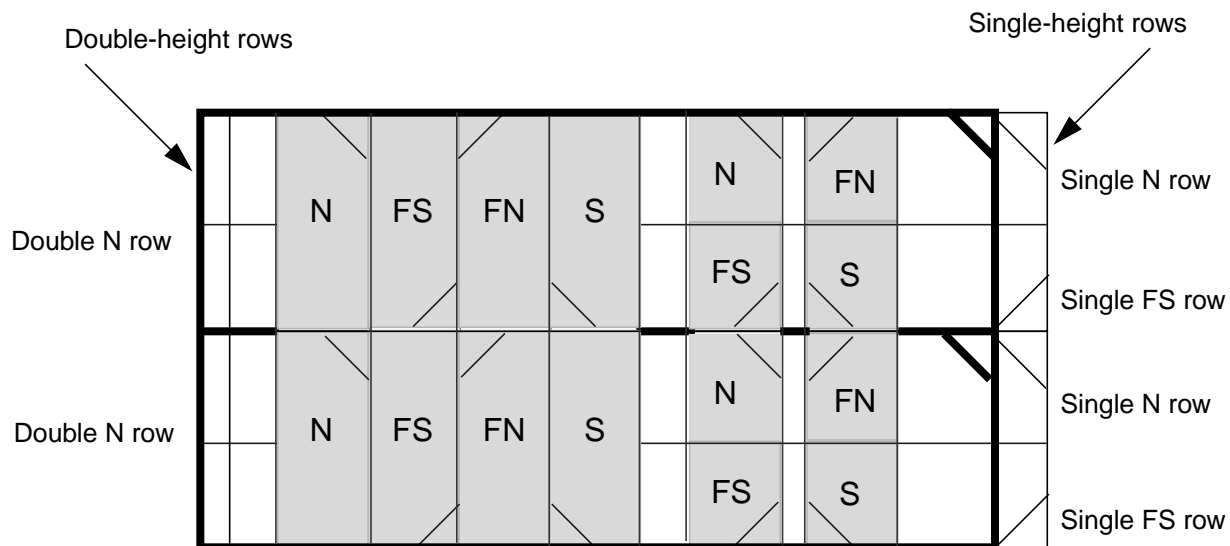 Double-height rows
Single-height rows
N
FN
Single N row
N
FS
FN
S
Double N row
FS
S
Single FS row
N
FN
Single N row
Double N row
N
FS
FN
S
FS
S
Single FS row